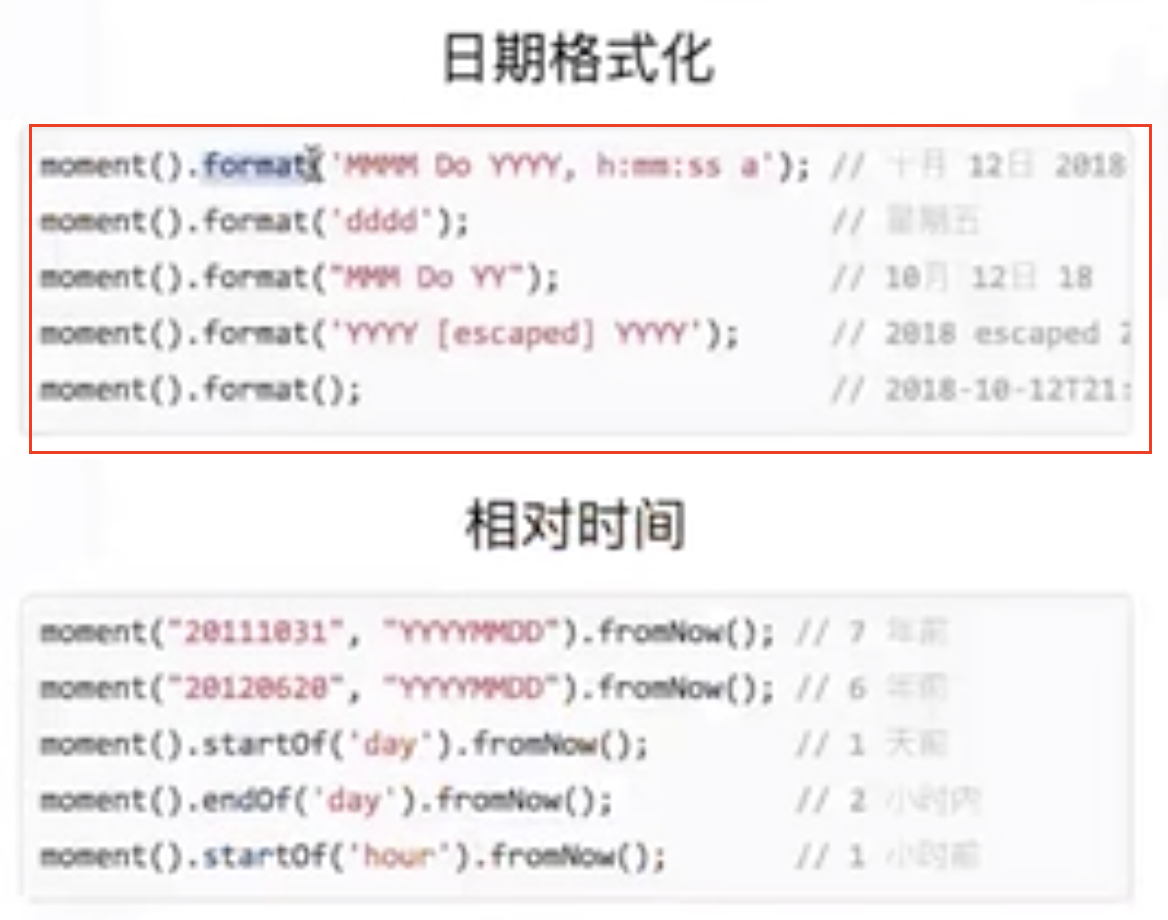 日期格式化
moment().format('MMMM Do YYYY, h:mm:ss a'); // 十月 12日 2018
moment().format('dddd'); // 星期五
moment().format("MMM Do YY"); // 10月 12日 18
moment().format('YYYY [escaped] YYYY'); // 2018 escaped 2
moment().format(); // 2018-10-12T21:
相对时间
moment("20111031", "YYYYMMDD").fromNow(); // 7 年前
moment("20120620", "YYYYMMDD").fromNow(); // 6 年前
moment().startOf('day').fromNow(); // 1 天前
moment().endOf('day').fromNow(); // 2 小时内
moment().startOf('hour').fromNow(); // 1 小时前